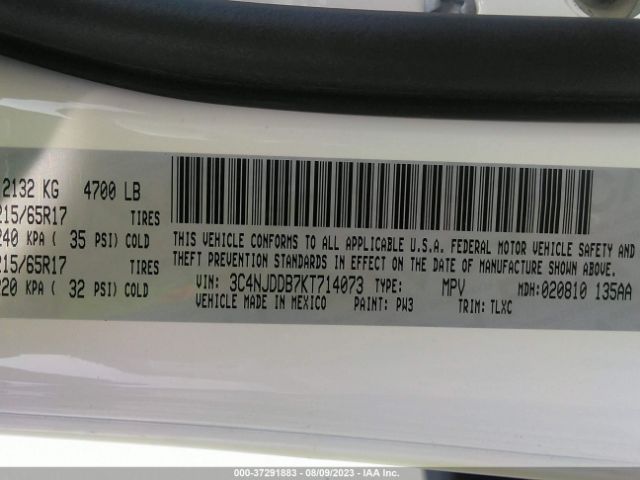 2132 KG 4700 LB
215/65R17 TIRES
240 KPA ( 35 PSI) COLD
215/65R17 TIRES
220 KPA ( 32 PSI) COLD
THIS VEHICLE CONFORMS TO ALL APPLICABLE U.S.A. FEDERAL MOTOR VEHICLE SAFETY AND
THEFT PREVENTION STANDARDS IN EFFECT ON THE DATE OF MANUFACTURE SHOWN ABOVE.
VIN: 3C4NJDDB7KT714073 TYPE: MPV MDH: 020810 135AA
VEHICLE MADE IN MEXICO PAINT: PW3 TRIM: TLXC
000-37291883 - 08/09/2023 - IAA Inc.